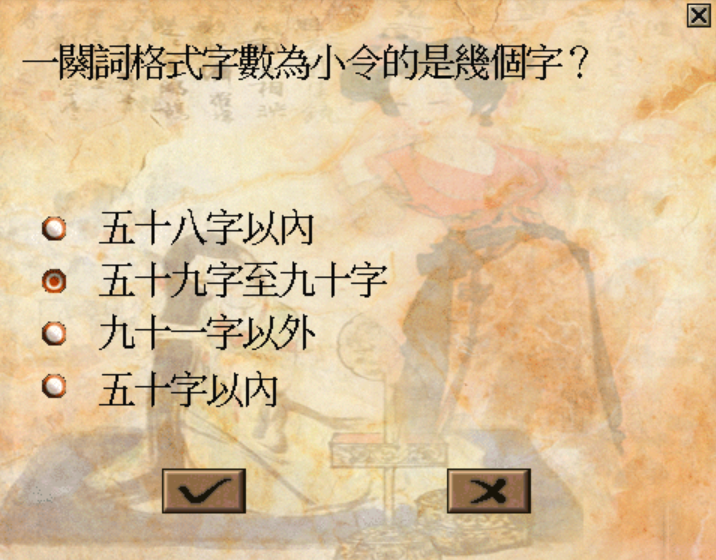 一闋詞格式字數為小令的是幾個字？
五十八字以內
五十九字至九十字
九十一字以外
五十字以內